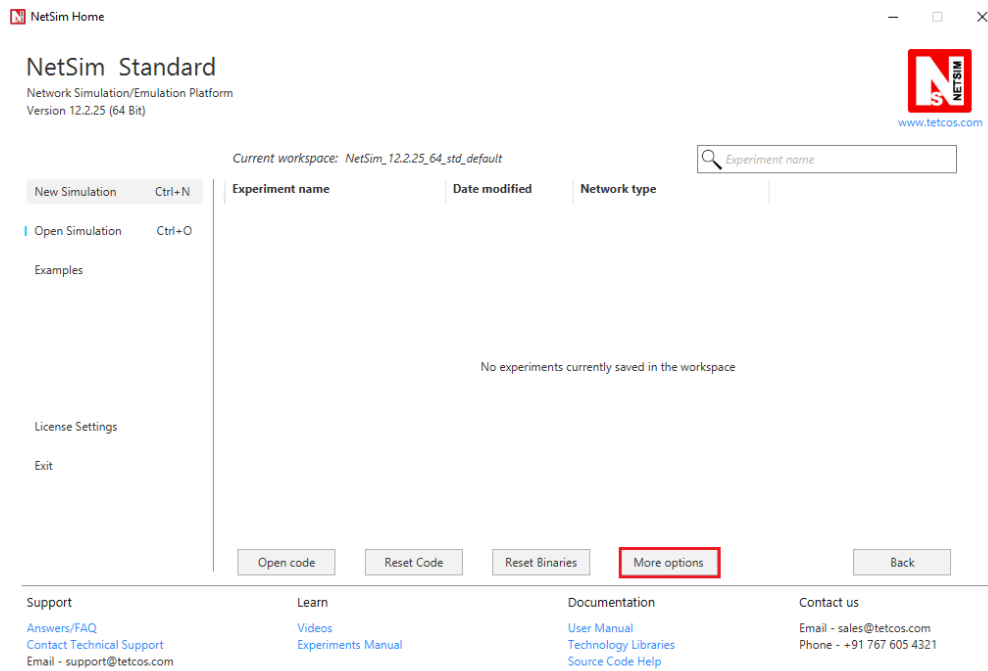 NetSim Home
NetSim Standard
Network Simulation/Emulation Platform
Version 12.2.25 (64 Bit)
NS NETSIM
www.tetcos.com
Current workspace: NetSim_12.2.25_64_std_default
Experiment name
New Simulation Ctrl+N
Experiment name Date modified Network type
Open Simulation Ctrl+O
Examples
No experiments currently saved in the workspace
License Settings
Exit
Open code Reset Code Reset Binaries More options Back
Support Learn Documentation Contact us
Answers/FAQ Videos User Manual Email - sales@tetcos.com
Contact Technical Support Experiments Manual Technology Libraries Phone - +91 767 605 4321
Email - support@tetcos.com Source Code Help